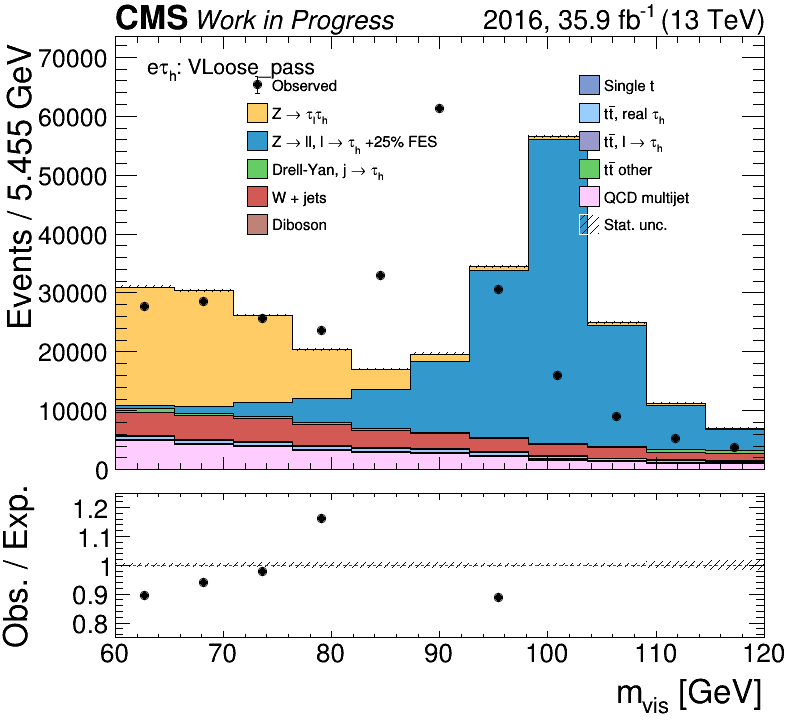 CMS Work in Progress 2016, 35.9 fb⁻¹ (13 TeV)
Events / 5.455 GeV
70000
60000
50000
40000
30000
20000
10000
0
eτₕ: VLoose_pass
Observed
Z → τₗτₕ
Z → ll, l → τₕ +25% FES
Drell-Yan, j → τₕ
W + jets
Diboson
Single t
tt̄, real τₕ
tt̄, l → τₕ
tt̄ other
QCD multijet
Stat. unc.
Obs. / Exp.
1.2
1.1
1
0.9
0.8
60 70 80 90 100 110 120
m_vis [GeV]